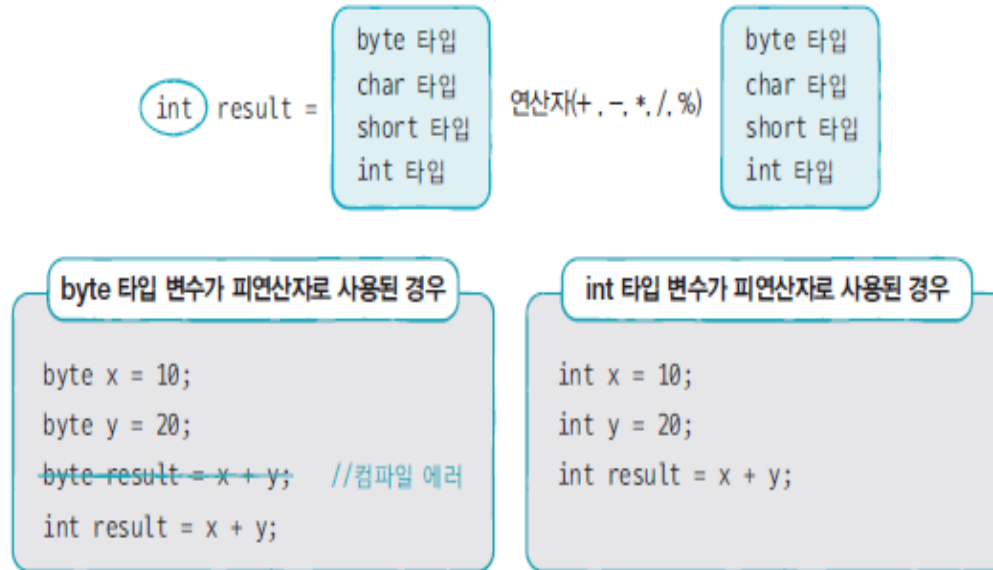 byte 타입
char 타입
short 타입
int 타입
int result =
연산자(+, -, *, /, %)
byte 타입
char 타입
short 타입
int 타입
byte 타입 변수가 피연산자로 사용된 경우
byte x = 10;
byte y = 20;
byte result = x + y; //컴파일 에러
int result = x + y;
int 타입 변수가 피연산자로 사용된 경우
int x = 10;
int y = 20;
int result = x + y;